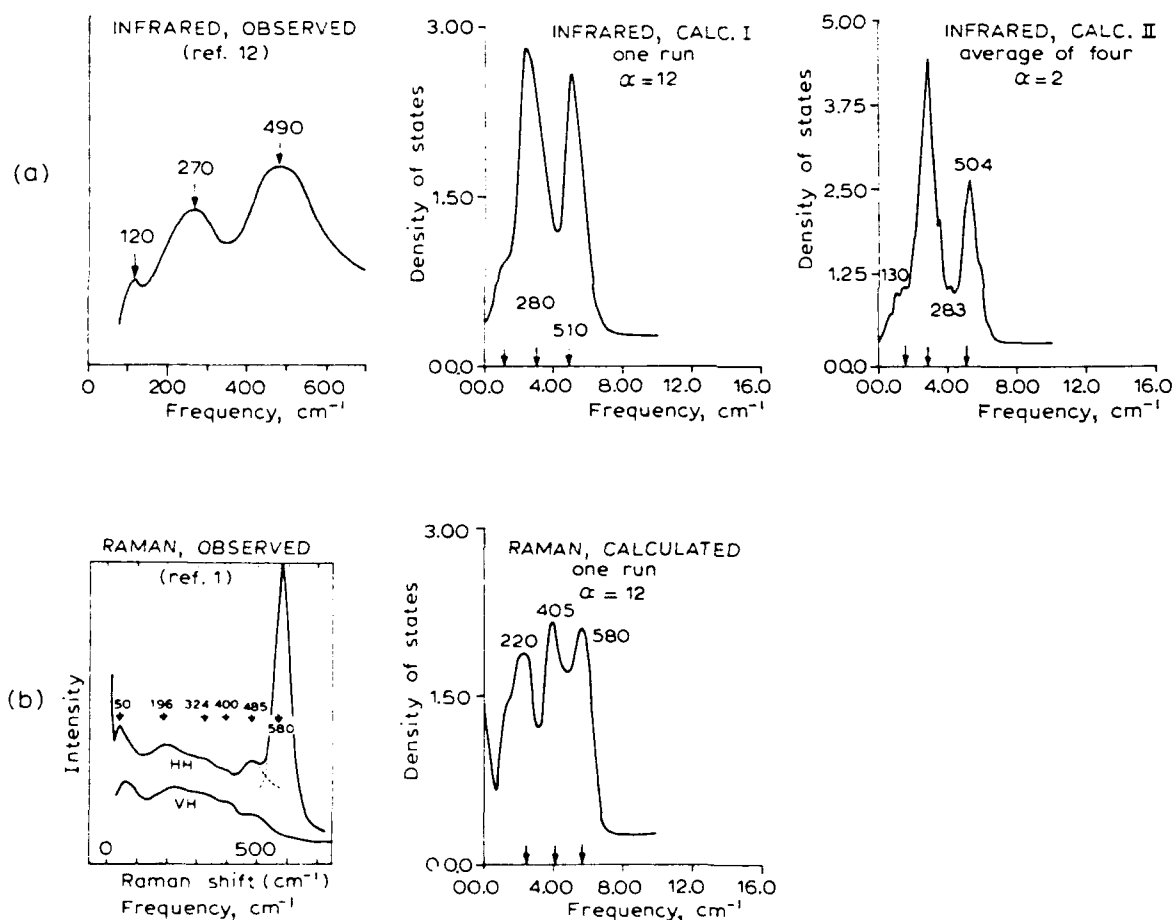 (a)
INFRARED, OBSERVED
(ref. 12)
120
270
490
0
200
400
600
Frequency, cm⁻¹
INFRARED, CALC. I
one run
α = 12
Density of states
3.00
1.50
00.0
280
510
00.0
4.00
8.00
12.0
16.0
Frequency, cm⁻¹
INFRARED, CALC. II
average of four
α = 2
Density of states
5.00
3.75
2.50
1.25
00.0
130
283
504
00.0
4.00
8.00
12.0
16.0
Frequency, cm⁻¹
(b)
RAMAN, OBSERVED
(ref. 1)
Intensity
50
196
324
400
485
580
HH
VH
0
500
Raman shift (cm⁻¹)
Frequency, cm⁻¹
RAMAN, CALCULATED
one run
α = 12
Density of states
3.00
1.50
00.0
220
405
580
00.0
4.00
8.00
12.0
16.0
Frequency, cm⁻¹